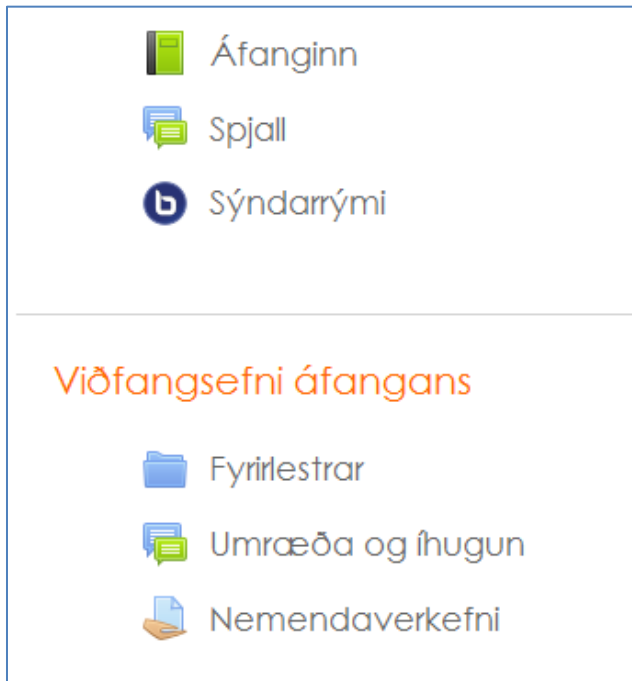 Áfanginn
Spjall
Sýndarrými
Viðfangsefni áfangans
Fyrirlestrar
Umræða og íhugun
Nemendaverkefni